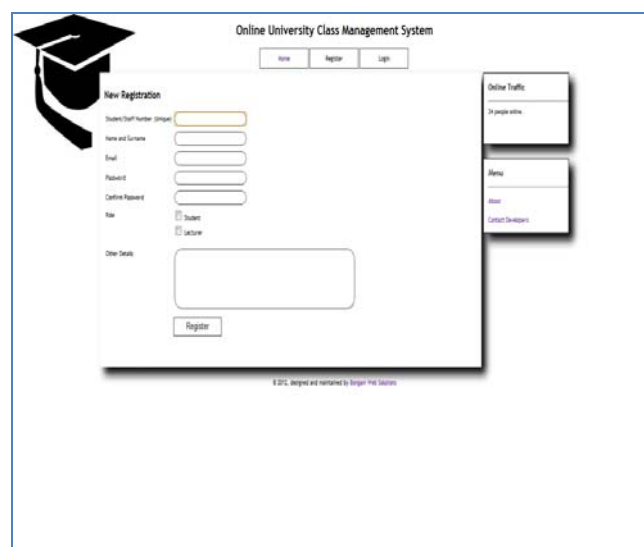 Online University Class Management System
Home Register Login
New Registration
Student/Staff Number (Unique)
Name and Surname
Email
Password
Confirm Password
Role
Student
Lecturer
Other Details
Register
Online Traffic
34 people online.
Menu
About
Contact Developers
© 2012, designed and maintained by Web Solutions